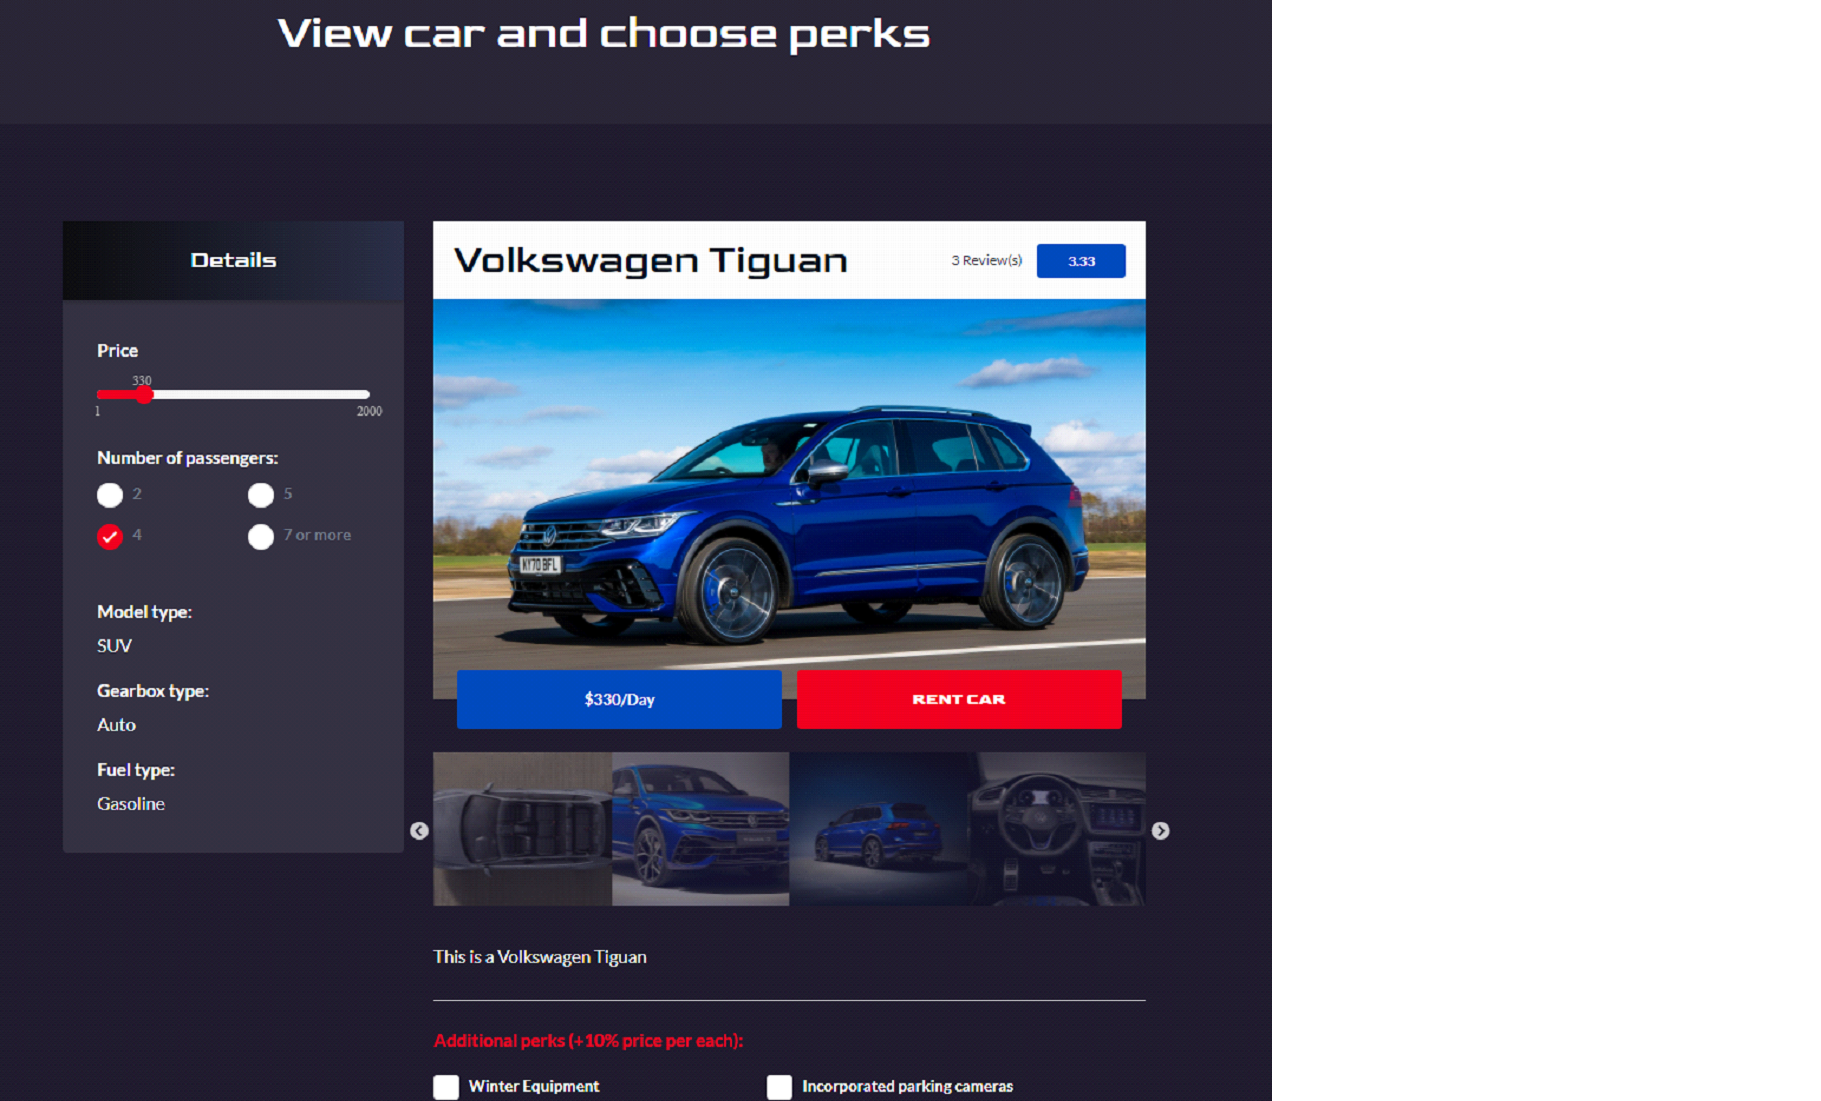 View car and choose perks
Details
Price
330
1
2000
Number of passengers:
2
5
4
7 or more
Model type:
SUV
Gearbox type:
Auto
Fuel type:
Gasoline
Volkswagen Tiguan
3 Review(s)
3.33
$330/Day
RENT CAR
This is a Volkswagen Tiguan
Additional perks (+10% price per each):
Winter Equipment
Incorporated parking cameras